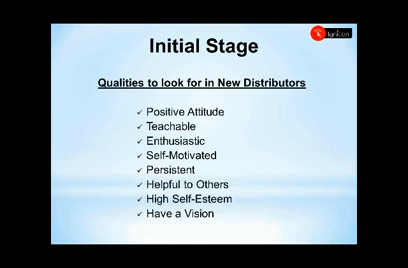 Initial Stage
Ignition
Qualities to look for in New Distributors
✓ Positive Attitude
✓ Teachable
✓ Enthusiastic
✓ Self-Motivated
✓ Persistent
✓ Helpful to Others
✓ High Self-Esteem
✓ Have a Vision